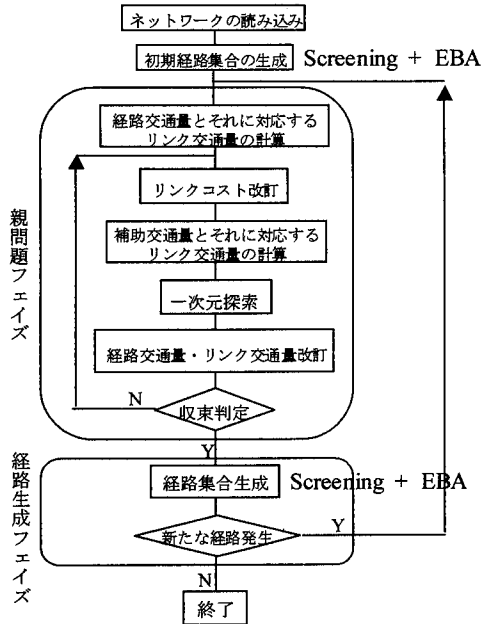 ネットワークの読み込み
初期経路集合の生成
Screening + EBA
経路交通量とそれに対応する
リンク交通量の計算
リンクコスト改訂
補助交通量とそれに対応する
リンク交通量の計算
一次元探索
経路交通量・リンク交通量改訂
N
収束判定
親問題フェイズ
Y
経路集合生成
Screening + EBA
新たな経路発生
Y
経路生成フェイズ
N
終了